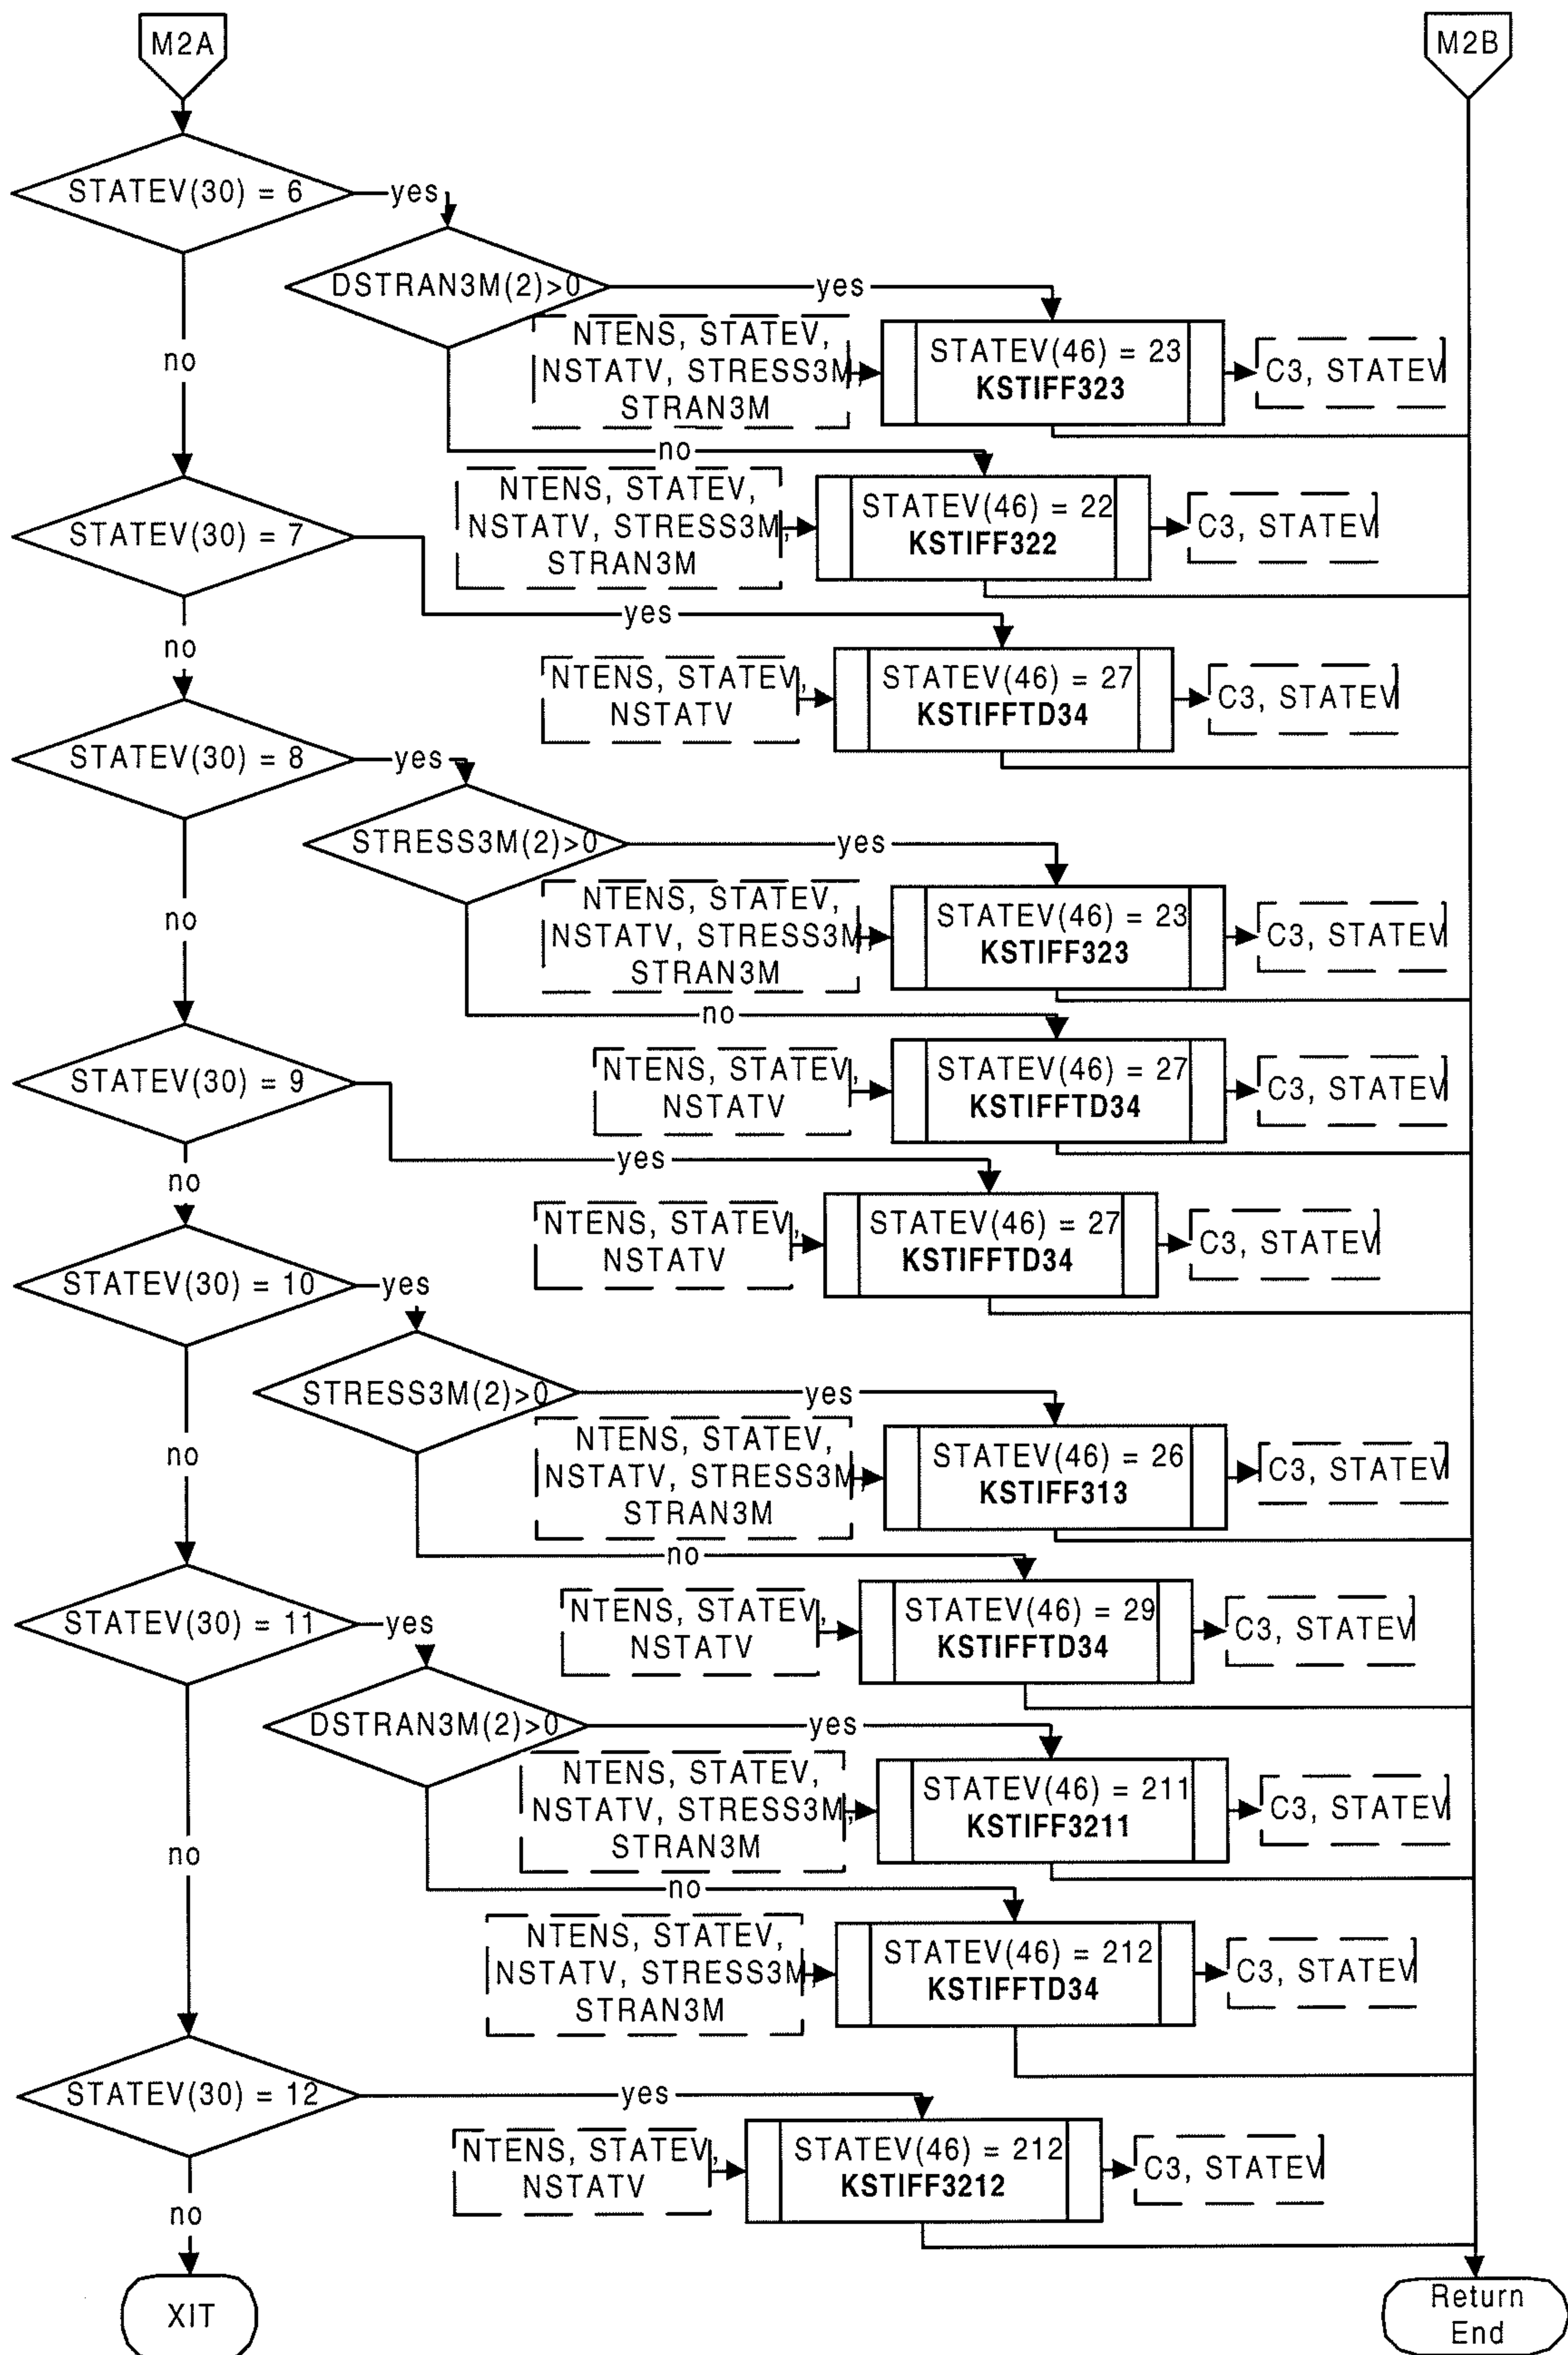 M2A
M2B
STATEV(30) = 6
yes
DSTRAN3M(2)>0
yes
NTENS, STATEV,
NSTATV, STRESS3M,
STRAN3M
STATEV(46) = 23
KSTIFF323
C3, STATEV
no
no
NTENS, STATEV,
NSTATV, STRESS3M,
STRAN3M
STATEV(46) = 22
KSTIFF322
C3, STATEV
STATEV(30) = 7
yes
no
NTENS, STATEV,
NSTATV
STATEV(46) = 27
KSTIFFTD34
C3, STATEV
STATEV(30) = 8
yes
STRESS3M(2)>0
yes
NTENS, STATEV,
NSTATV, STRESS3M,
STRAN3M
STATEV(46) = 23
KSTIFF323
C3, STATEV
no
no
NTENS, STATEV,
NSTATV
STATEV(46) = 27
KSTIFFTD34
C3, STATEV
STATEV(30) = 9
yes
no
NTENS, STATEV,
NSTATV
STATEV(46) = 27
KSTIFFTD34
C3, STATEV
STATEV(30) = 10
yes
STRESS3M(2)>0
yes
NTENS, STATEV,
NSTATV, STRESS3M,
STRAN3M
STATEV(46) = 26
KSTIFF313
C3, STATEV
no
no
NTENS, STATEV,
NSTATV
STATEV(46) = 29
KSTIFFTD34
C3, STATEV
STATEV(30) = 11
yes
DSTRAN3M(2)>0
yes
NTENS, STATEV,
NSTATV, STRESS3M,
STRAN3M
STATEV(46) = 211
KSTIFF3211
C3, STATEV
no
no
NTENS, STATEV,
NSTATV, STRESS3M,
STRAN3M
STATEV(46) = 212
KSTIFFTD34
C3, STATEV
STATEV(30) = 12
yes
NTENS, STATEV,
NSTATV
STATEV(46) = 212
KSTIFF3212
C3, STATEV
no
XIT
Return
End